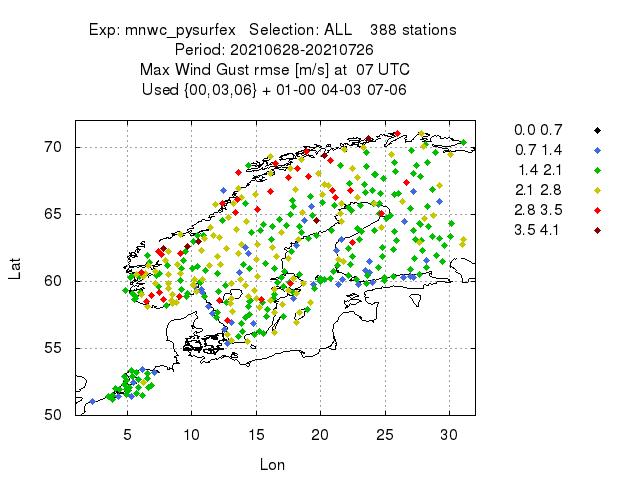 Exp: mnwc_pysurfex   Selection: ALL    388 stations
Period: 20210628-20210726
Max Wind Gust rmse [m/s] at  07 UTC
Used {00,03,06} + 01-00 04-03 07-06
0.0 0.7
0.7 1.4
1.4 2.1
2.1 2.8
2.8 3.5
3.5 4.1
70
65
60
55
50
Lat
5 10 15 20 25 30
Lon